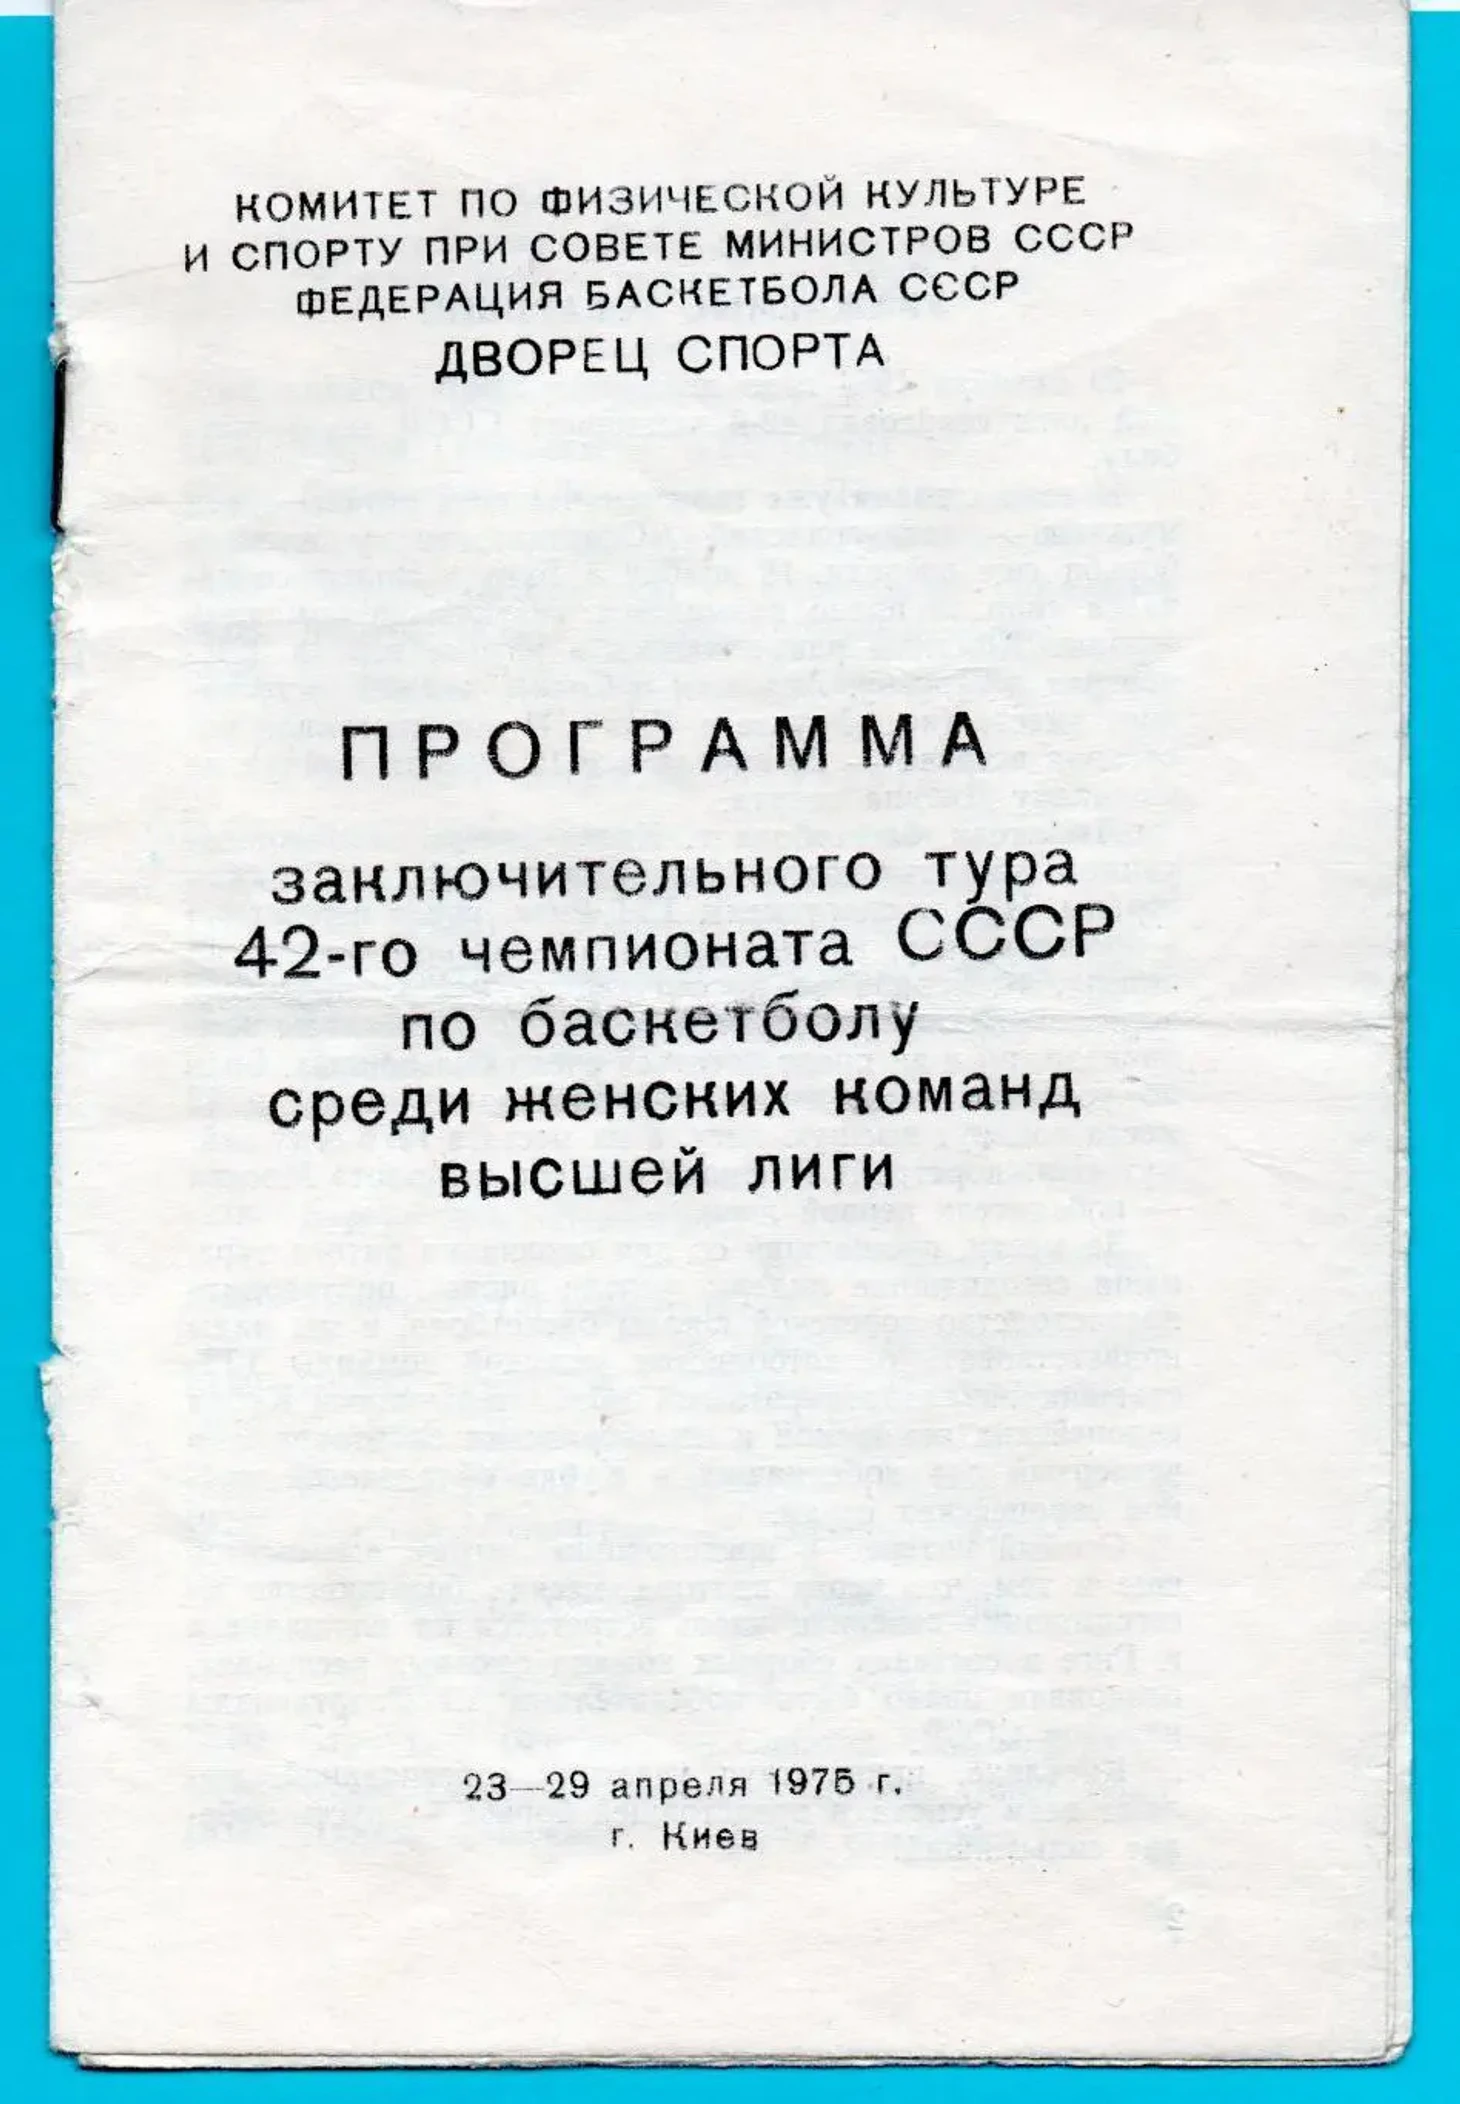 КОМИТЕТ ПО ФИЗИЧЕСКОЙ КУЛЬТУРЕ
И СПОРТУ ПРИ СОВЕТЕ МИНИСТРОВ СССР
ФЕДЕРАЦИЯ БАСКЕТБОЛА СССР
ДВОРЕЦ СПОРТА
ПРОГРАММА
заключительного тура
42-го чемпионата СССР
по баскетболу
среди женских команд
высшей лиги
23—29 апреля 1975 г.
г. Киев